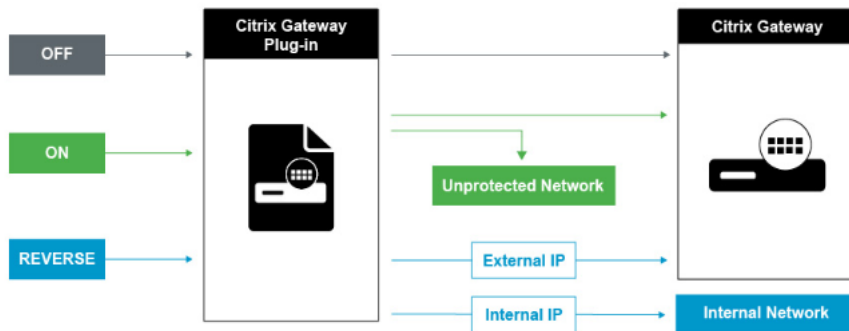 OFF
Citrix Gateway
Plug-in
Citrix Gateway
ON
Unprotected Network
REVERSE
External IP
Internal IP
Internal Network